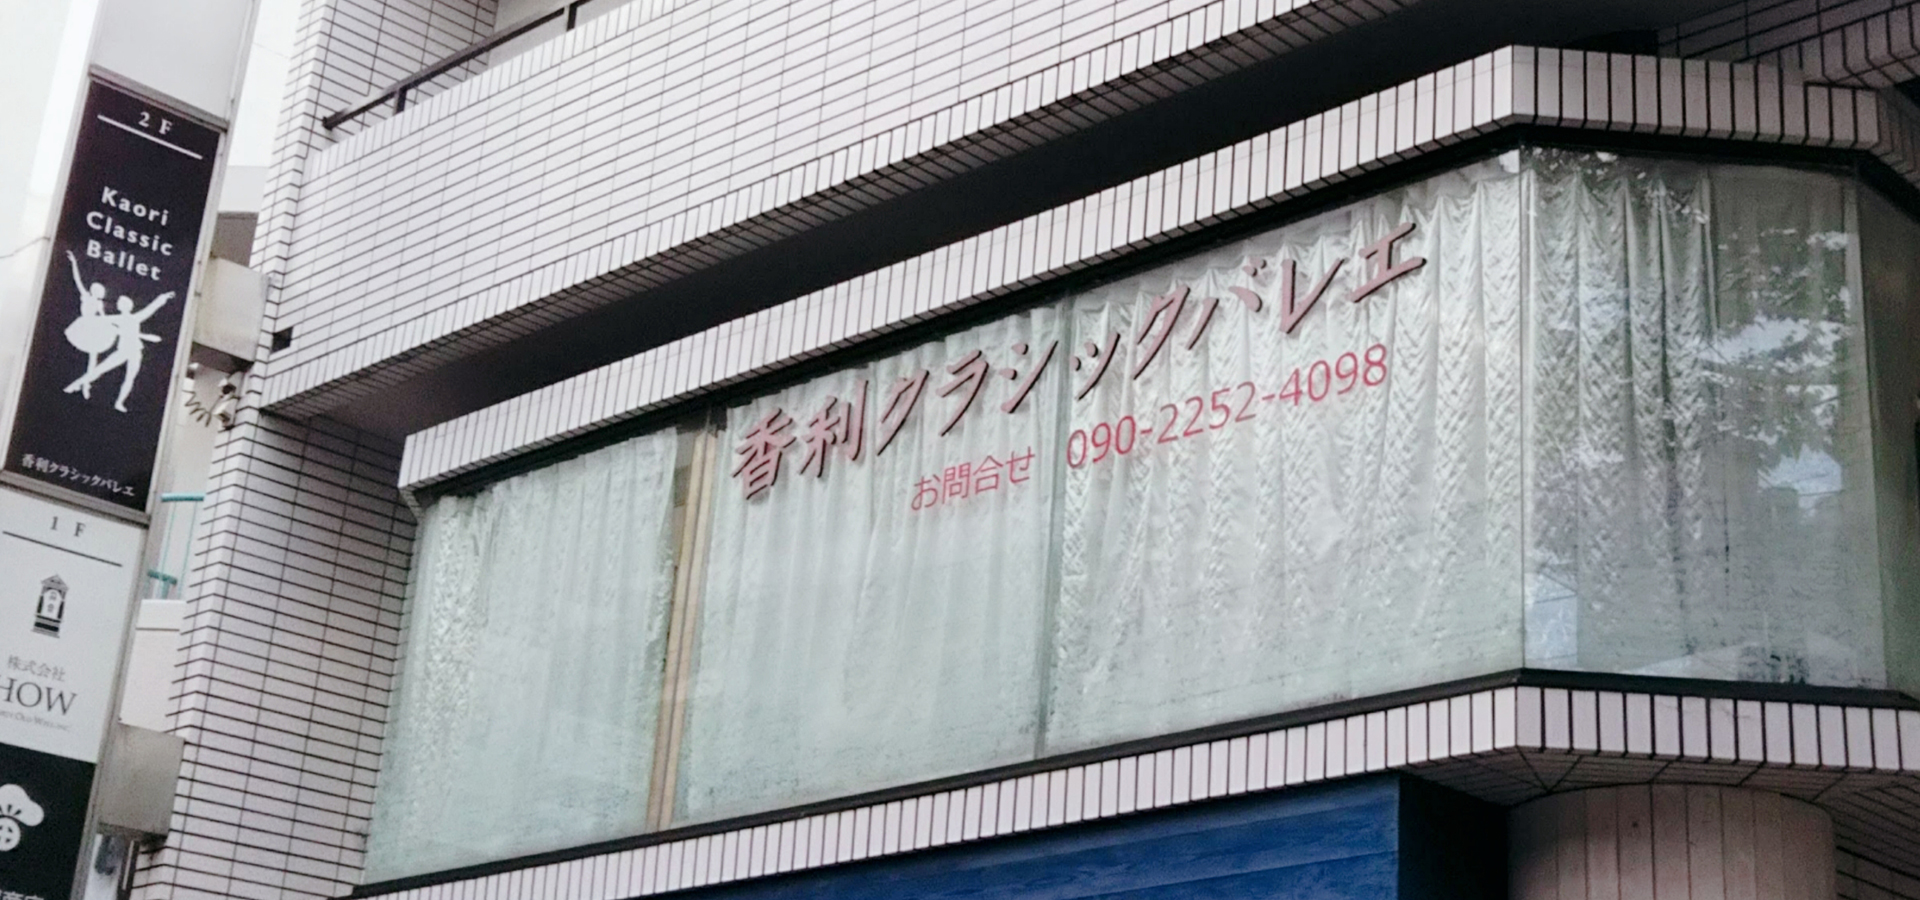 2F
Kaori
Classic
Ballet
香利クラシックバレエ
1F
株式会社
HOW
香利クラシックバレエ
お問合せ 090-2252-4098